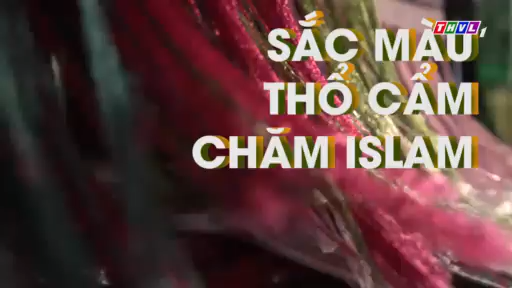 THVL1
SẮC MÀU
THỔ CẨM
CHĂM ISLAM